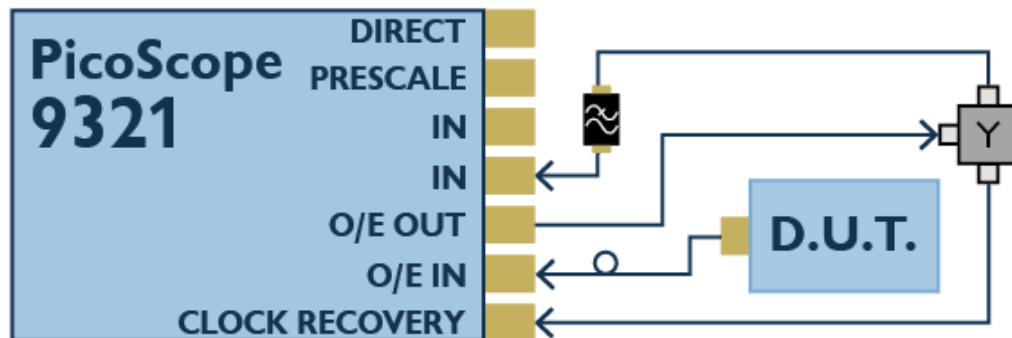 PicoScope
9321
DIRECT
PRESCALE
IN
IN
O/E OUT
O/E IN
CLOCK RECOVERY
Y
D.U.T.